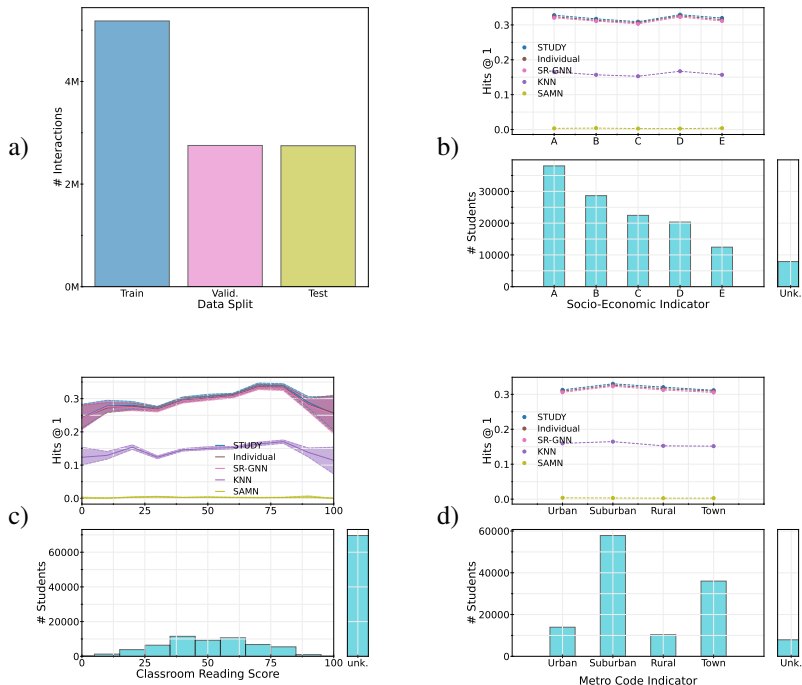 a)
# Interactions
4M
2M
0M
Train
Valid.
Test
Data Split
b)
Hits @ 1
0.3
0.2
0.1
0.0
STUDY
Individual
SR-GNN
KNN
SAMN
A
B
C
D
E
# Students
30000
20000
10000
0
A
B
C
D
E
Unk.
Socio-Economic Indicator
c)
Hits @ 1
0.3
0.2
0.1
0.0
STUDY
Individual
SR-GNN
KNN
SAMN
0
25
50
75
100
# Students
60000
40000
20000
0
0
25
50
75
100
unk.
Classroom Reading Score
d)
Hits @ 1
0.3
0.2
0.1
0.0
STUDY
Individual
SR-GNN
KNN
SAMN
Urban
Suburban
Rural
Town
# Students
60000
40000
20000
0
Urban
Suburban
Rural
Town
Unk.
Metro Code Indicator